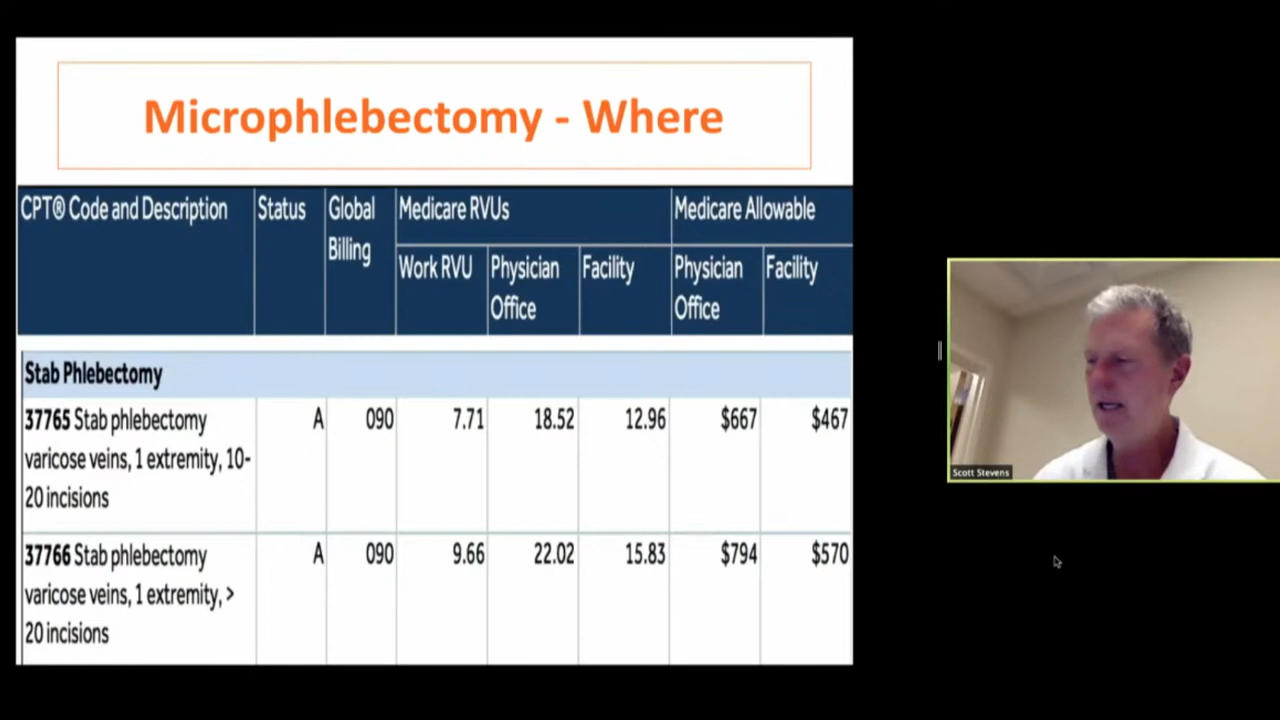 Microphlebectomy - Where
CPT® Code and Description
Status
Global
Billing
Medicare RVUs
Medicare Allowable
Work RVU
Physician
Office
Facility
Physician
Office
Facility
Stab Phlebectomy
37765 Stab phlebectomy A 090 7.71 18.52 12.96 $667 $467
varicose veins, 1 extremity, 10-
20 incisions
37766 Stab phlebectomy A 090 9.66 22.02 15.83 $794 $570
varicose veins, 1 extremity, >
20 incisions
Scott Stevens